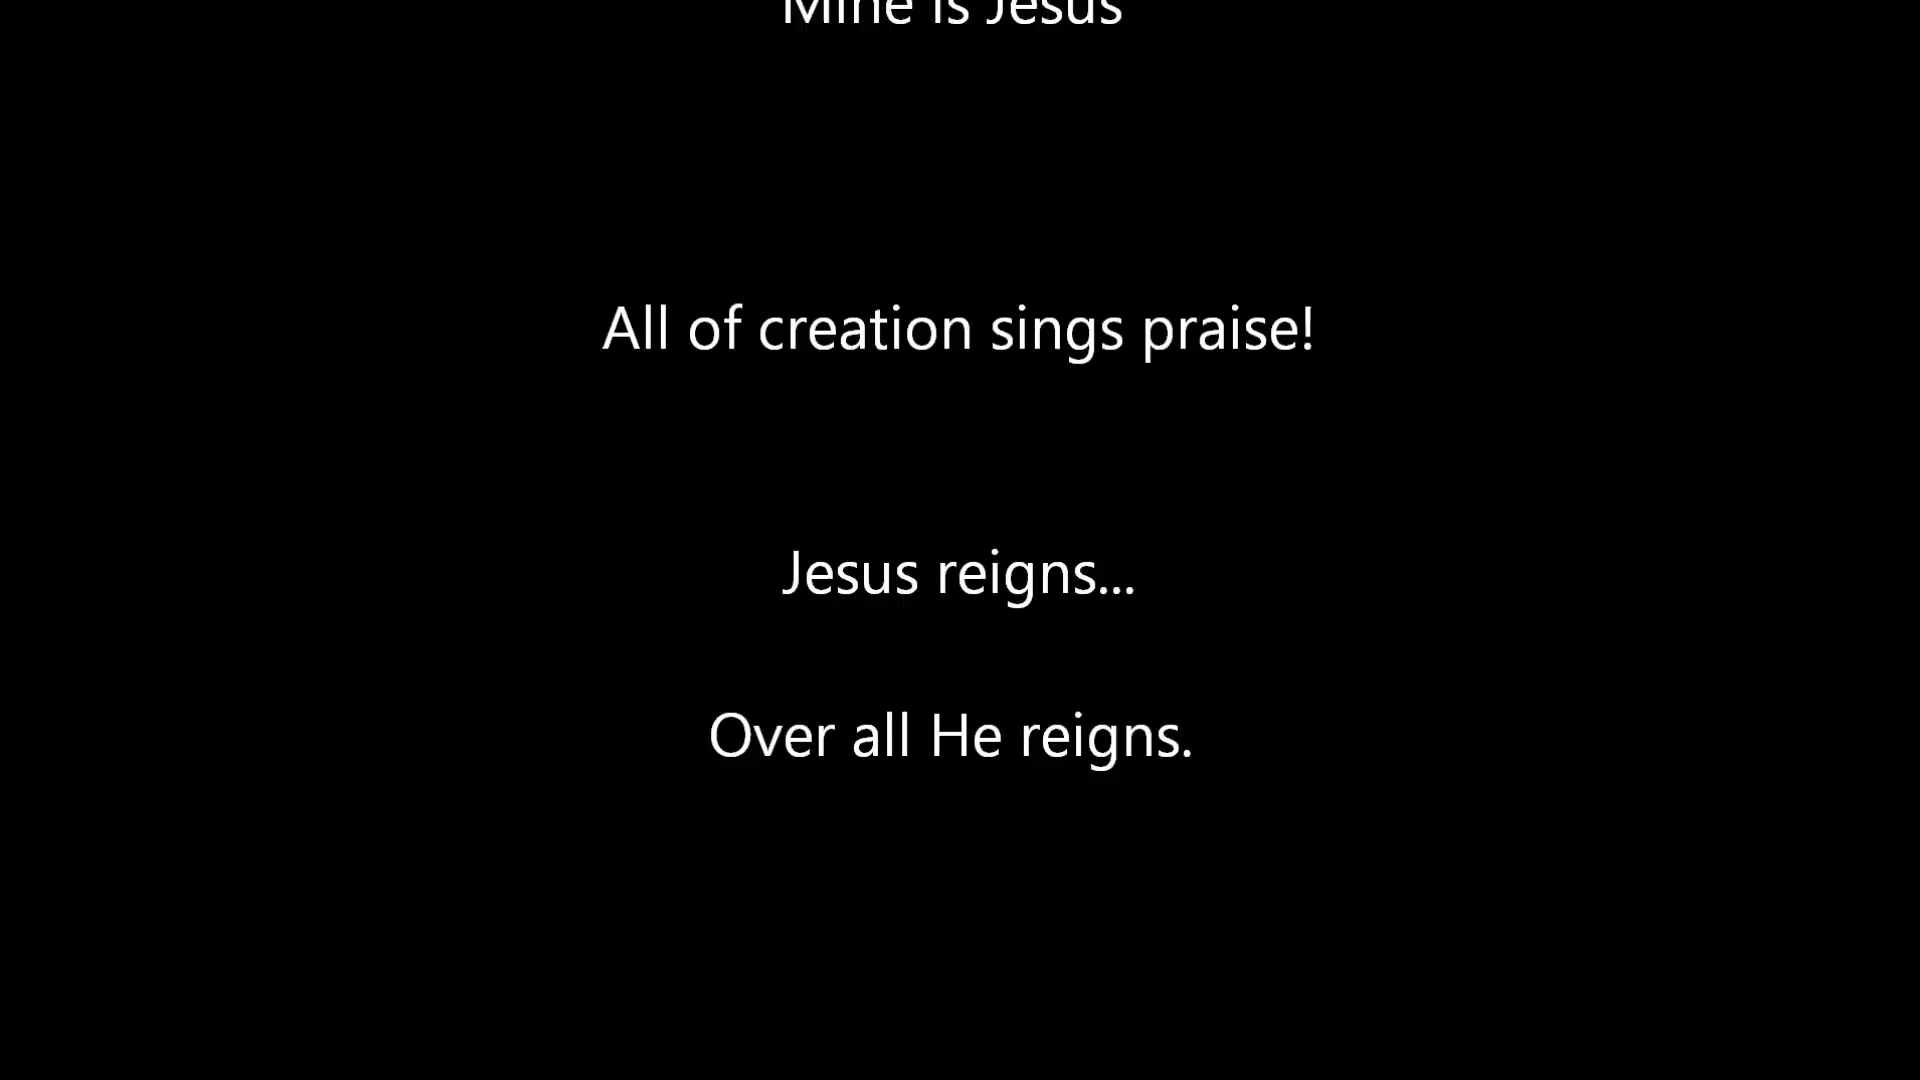 Mine is Jesus
All of creation sings praise!
Jesus reigns...
Over all He reigns.